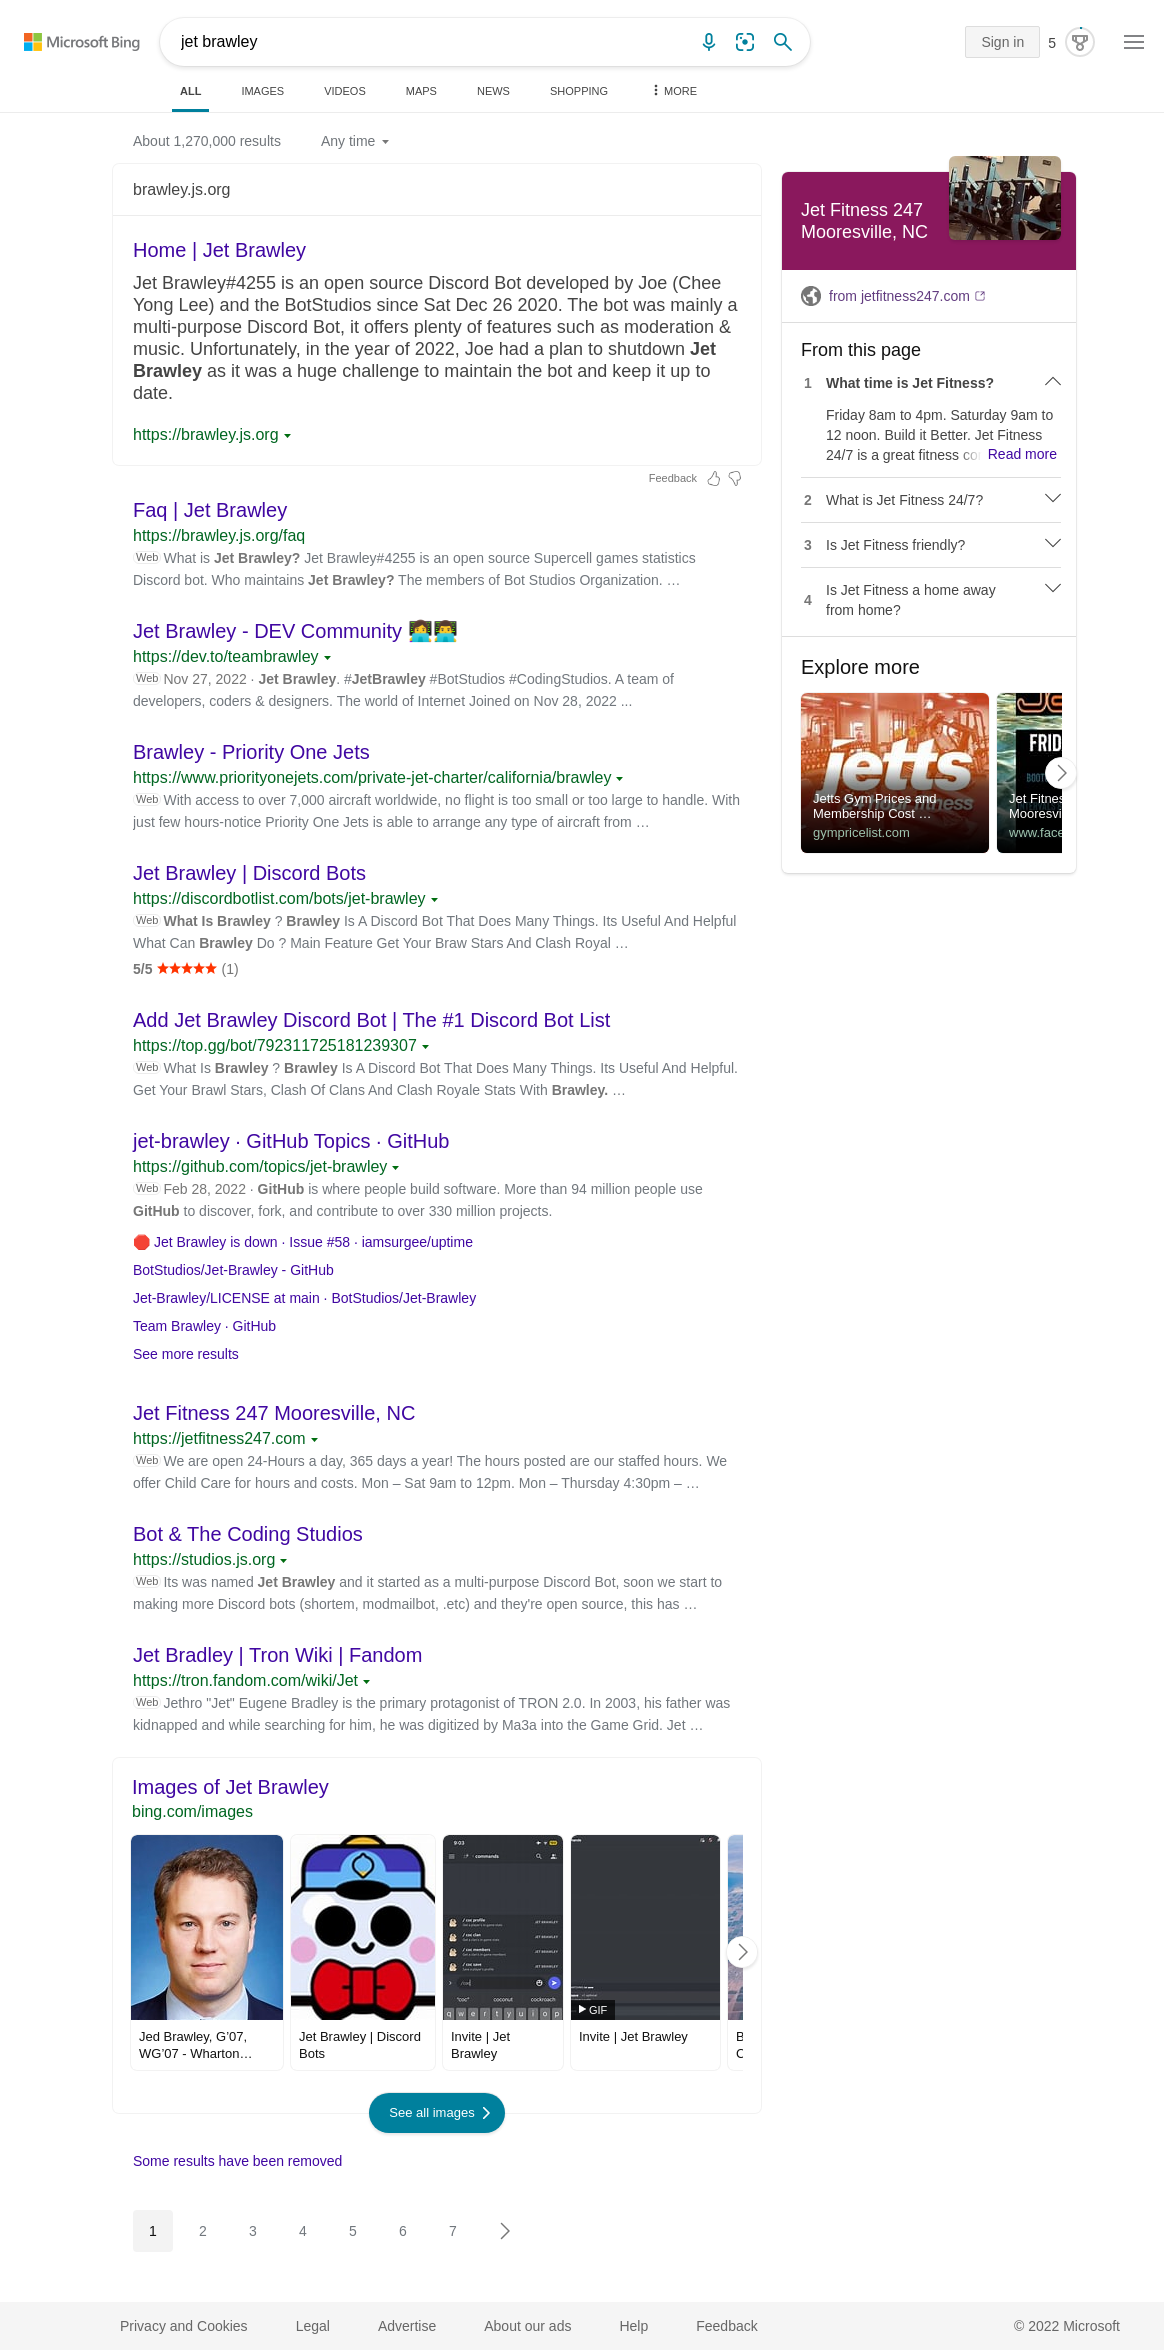 Microsoft Bing
jet brawley
Sign in
5
ALL
IMAGES
VIDEOS
MAPS
NEWS
SHOPPING
MORE
About 1,270,000 results
Any time
brawley.js.org
Home | Jet Brawley
Jet Brawley#4255 is an open source Discord Bot developed by Joe (Chee
Yong Lee) and the BotStudios since Sat Dec 26 2020. The bot was mainly a
multi-purpose Discord Bot, it offers plenty of features such as moderation &
music. Unfortunately, in the year of 2022, Joe had a plan to shutdown Jet
Brawley as it was a huge challenge to maintain the bot and keep it up to
date.
https://brawley.js.org
Feedback
Faq | Jet Brawley
https://brawley.js.org/faq
Web What is Jet Brawley? Jet Brawley#4255 is an open source Supercell games statistics
Discord bot. Who maintains Jet Brawley? The members of Bot Studios Organization. …
Jet Brawley - DEV Community 👩‍💻👨‍💻
https://dev.to/teambrawley
Web Nov 27, 2022 · Jet Brawley. #JetBrawley #BotStudios #CodingStudios. A team of
developers, coders & designers. The world of Internet Joined on Nov 28, 2022 ...
Brawley - Priority One Jets
https://www.priorityonejets.com/private-jet-charter/california/brawley
Web With access to over 7,000 aircraft worldwide, no flight is too small or too large to handle. With
just few hours-notice Priority One Jets is able to arrange any type of aircraft from …
Jet Brawley | Discord Bots
https://discordbotlist.com/bots/jet-brawley
Web What Is Brawley ? Brawley Is A Discord Bot That Does Many Things. Its Useful And Helpful
What Can Brawley Do ? Main Feature Get Your Braw Stars And Clash Royal …
5/5 ★★★★★ (1)
Add Jet Brawley Discord Bot | The #1 Discord Bot List
https://top.gg/bot/792311725181239307
Web What Is Brawley ? Brawley Is A Discord Bot That Does Many Things. Its Useful And Helpful.
Get Your Brawl Stars, Clash Of Clans And Clash Royale Stats With Brawley. …
jet-brawley · GitHub Topics · GitHub
https://github.com/topics/jet-brawley
Web Feb 28, 2022 · GitHub is where people build software. More than 94 million people use
GitHub to discover, fork, and contribute to over 330 million projects.
🛑 Jet Brawley is down · Issue #58 · iamsurgee/uptime
BotStudios/Jet-Brawley - GitHub
Jet-Brawley/LICENSE at main · BotStudios/Jet-Brawley
Team Brawley · GitHub
See more results
Jet Fitness 247 Mooresville, NC
https://jetfitness247.com
Web We are open 24-Hours a day, 365 days a year! The hours posted are our staffed hours. We
offer Child Care for hours and costs. Mon – Sat 9am to 12pm. Mon – Thursday 4:30pm – …
Bot & The Coding Studios
https://studios.js.org
Web Its was named Jet Brawley and it started as a multi-purpose Discord Bot, soon we start to
making more Discord bots (shortem, modmailbot, .etc) and they're open source, this has …
Jet Bradley | Tron Wiki | Fandom
https://tron.fandom.com/wiki/Jet
Web Jethro "Jet" Eugene Bradley is the primary protagonist of TRON 2.0. In 2003, his father was
kidnapped and while searching for him, he was digitized by Ma3a into the Game Grid. Jet …
Images of Jet Brawley
bing.com/images
9:03
commands
/ coc profile
JET BRAWLEY
/ coc clan
JET BRAWLEY
/ coc members
JET BRAWLEY
/ coc save
JET BRAWLEY
"coc" coconut cockroach
q w e r t y u i o p
GIF
Jed Brawley, G'07,
WG'07 - Wharton…
Jet Brawley | Discord
Bots
Invite | Jet
Brawley
Invite | Jet Brawley
See all images
Some results have been removed
1 2 3 4 5 6 7
Jet Fitness 247
Mooresville, NC
from jetfitness247.com
From this page
1 What time is Jet Fitness?
Friday 8am to 4pm. Saturday 9am to
12 noon. Build it Better. Jet Fitness
24/7 is a great fitness co Read more
2 What is Jet Fitness 24/7?
3 Is Jet Fitness friendly?
4 Is Jet Fitness a home away
from home?
Explore more
jetts
24 hour fitness
Jetts Gym Prices and
Membership Cost …
gympricelist.com
FRID
BOOT
Jet Fitnes
Mooresvi
www.face
Privacy and Cookies
Legal
Advertise
About our ads
Help
Feedback
© 2022 Microsoft